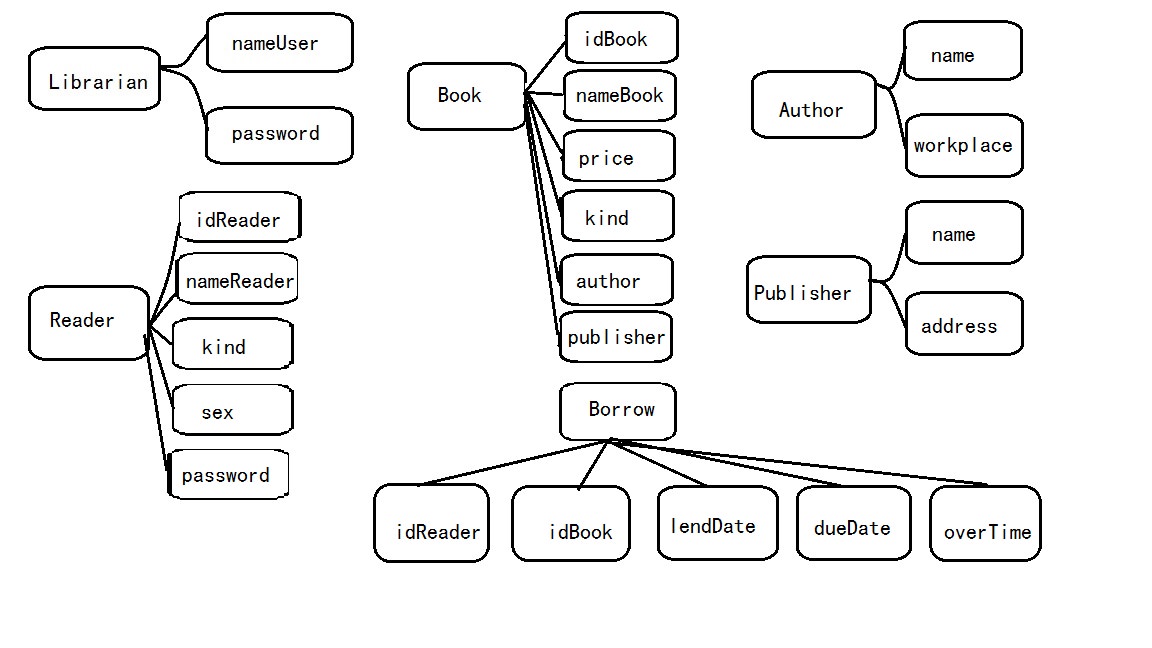 Librarian
nameUser
password
Reader
idReader
nameReader
kind
sex
password
Book
idBook
nameBook
price
kind
author
publisher
Author
name
workplace
Publisher
name
address
Borrow
idReader
idBook
lendDate
dueDate
overTime